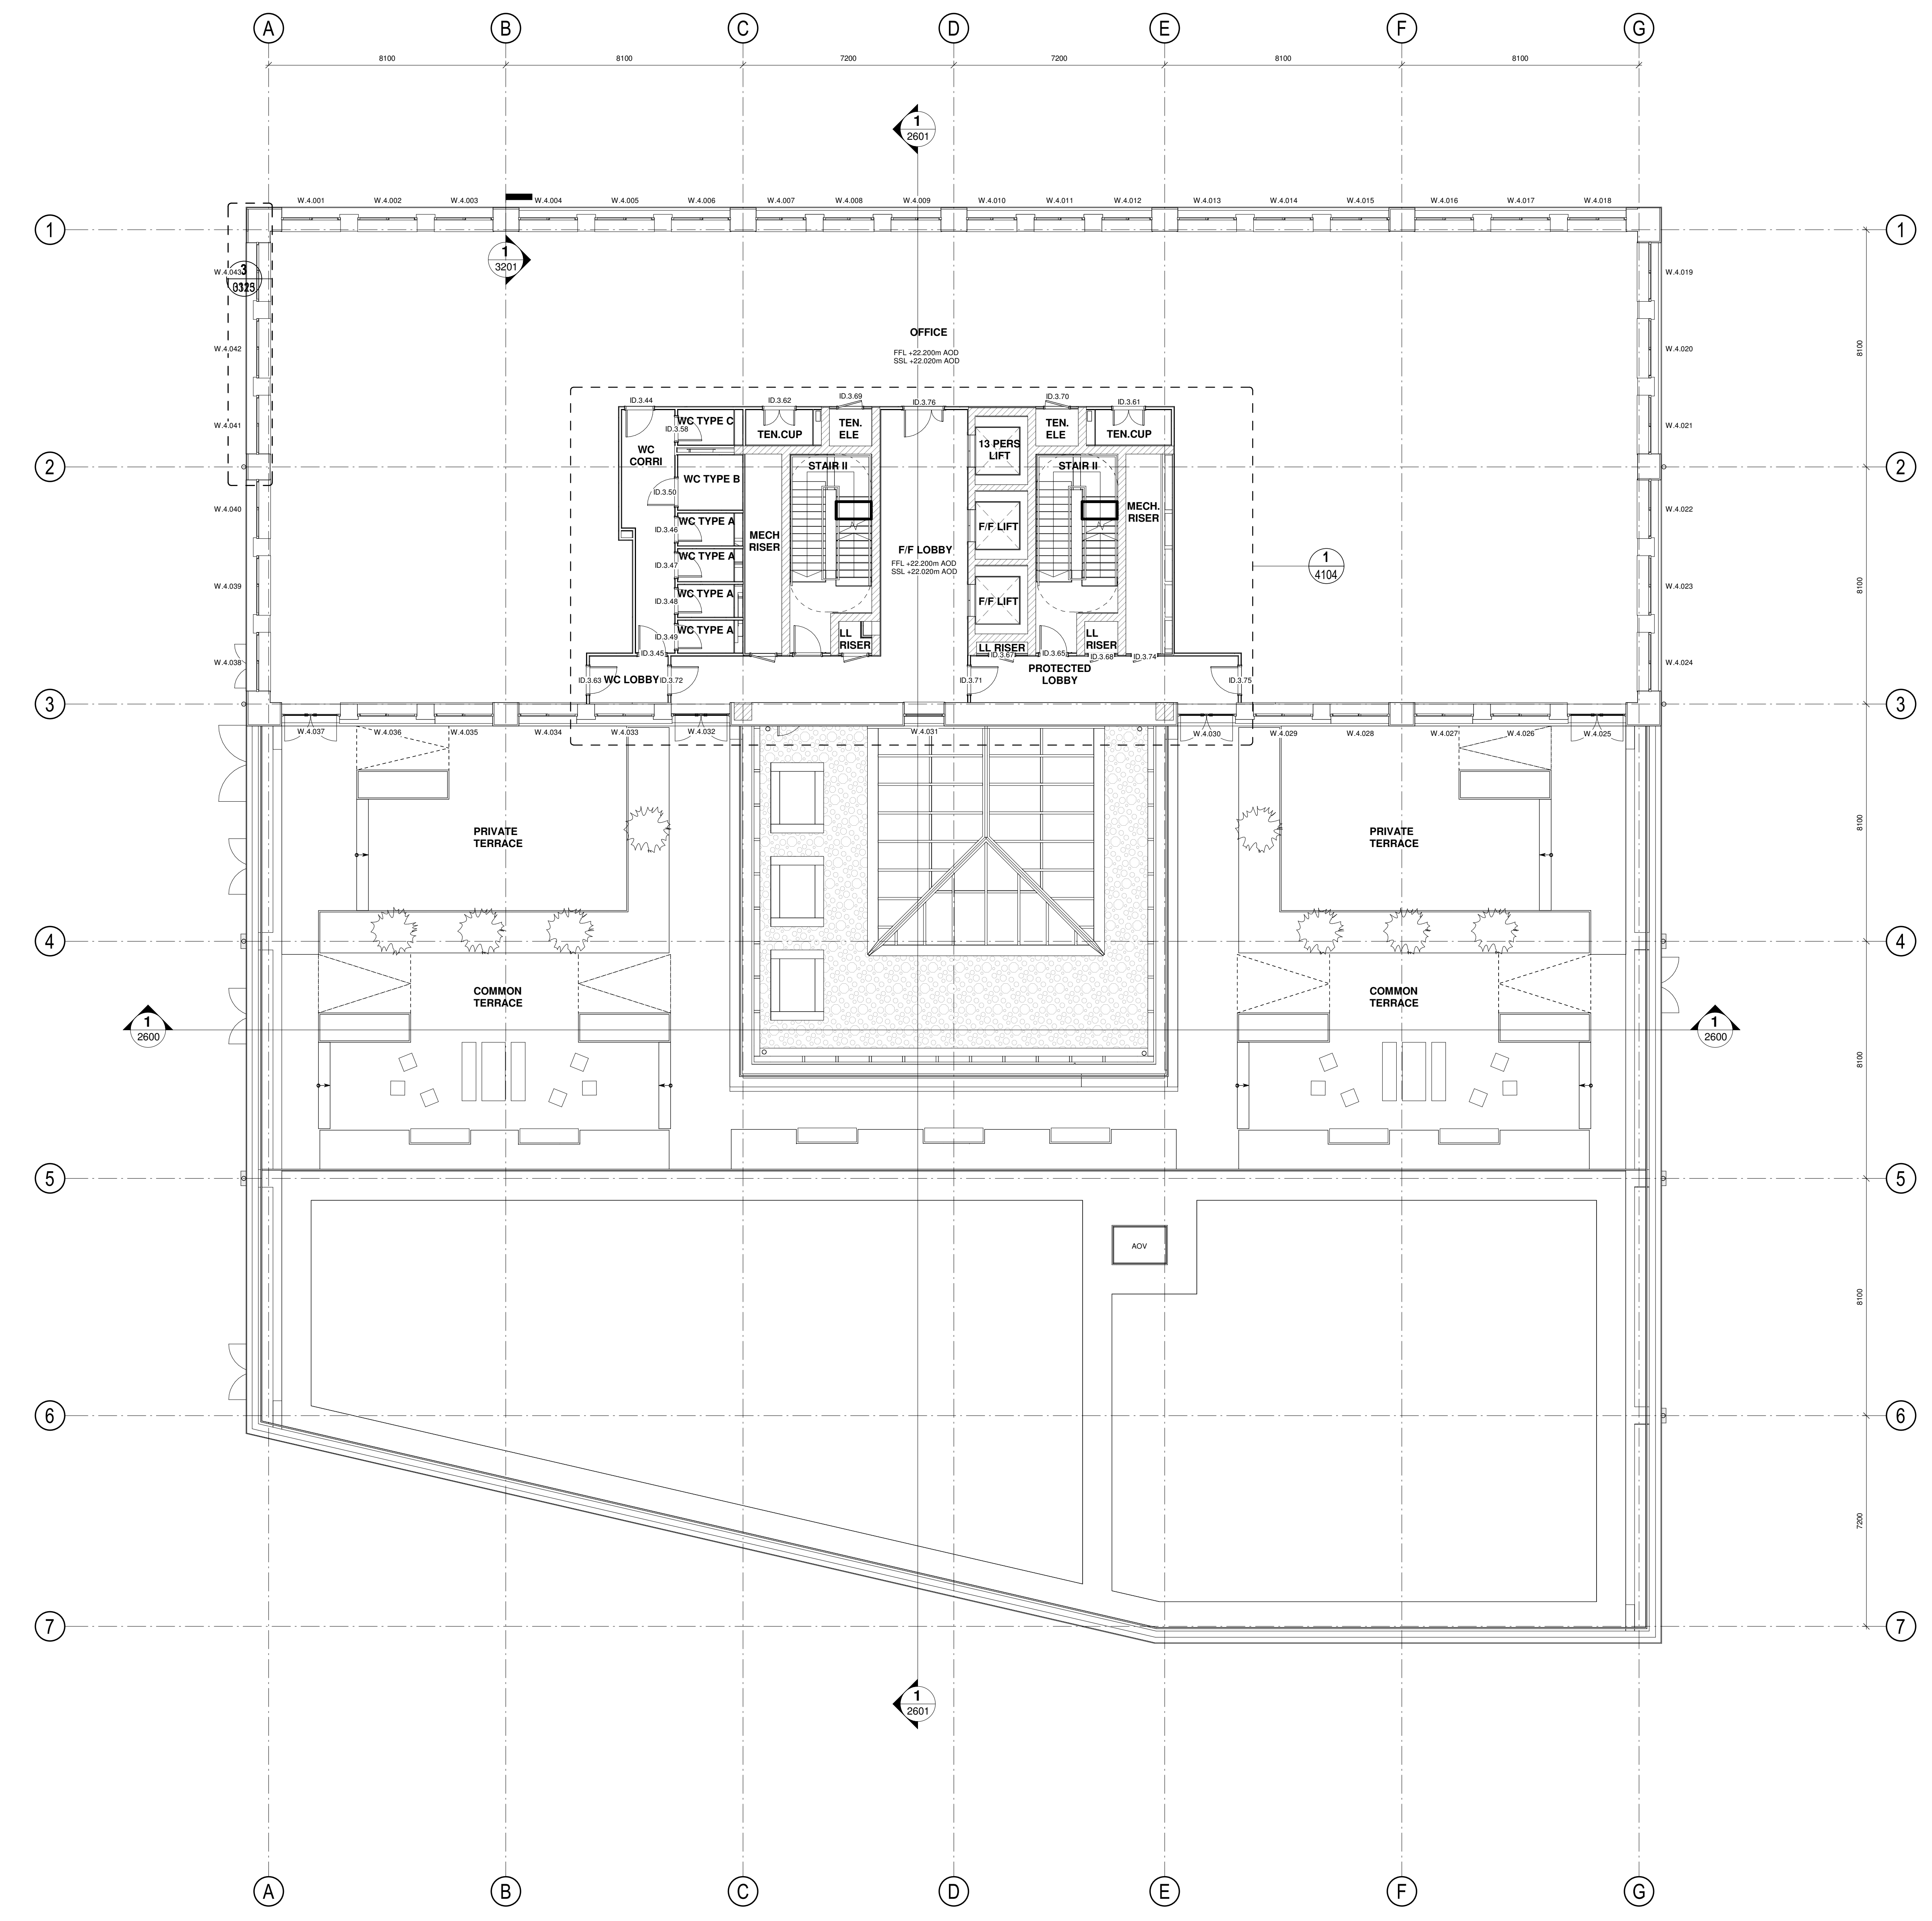 A B C D E F G
8100 8100 7200 7200 8100 8100
1
2601
W.4.001 W.4.002 W.4.003 W.4.004 W.4.005 W.4.006 W.4.007 W.4.008 W.4.009 W.4.010 W.4.011 W.4.012 W.4.013 W.4.014 W.4.015 W.4.016 W.4.017 W.4.018
1 1
1
3201
W.4.043 3
W.4.019
OFFICE
FFL +22.200m AOD
SSL +22.020m AOD
W.4.042 W.4.020
8100
ID.3.44 ID.3.62 ID.3.69 ID.3.76 ID.3.70 ID.3.61
W.4.041 W.4.021
WC TYPE C
ID.3.58
TEN.CUP
TEN.
ELE
13 PERS
LIFT
TEN.
ELE
TEN.CUP
WC
CORRI
2 2
STAIR II STAIR II
WC TYPE B
ID.3.50
W.4.040 W.4.022
MECH.
RISER
WC TYPE A
ID.3.46
F/F LIFT
MECH
RISER
F/F LOBBY
FFL +22.200m AOD
SSL +22.020m AOD
WC TYPE A
ID.3.47
1
4104
W.4.039 W.4.023
8100
WC TYPE A
ID.3.48
F/F LIFT
WC TYPE A
ID.3.49
LL
RISER
LL
RISER
LL RISER
ID.3.45 ID.3.67 ID.3.65 ID.3.68 ID.3.74
W.4.038 W.4.024
PROTECTED
LOBBY
ID.3.63 WC LOBBY ID.3.72 ID.3.71 ID.3.75
3 3
W.4.037 W.4.036 W.4.035 W.4.034 W.4.033 W.4.032 W.4.031 W.4.030 W.4.029 W.4.028 W.4.027 W.4.026 W.4.025
8100
PRIVATE
TERRACE
PRIVATE
TERRACE
4 4
COMMON
TERRACE
COMMON
TERRACE
1
2600
1
2600
8100
5 5
AOV
8100
6 6
7200
7 7
1
2601
A B C D E F G